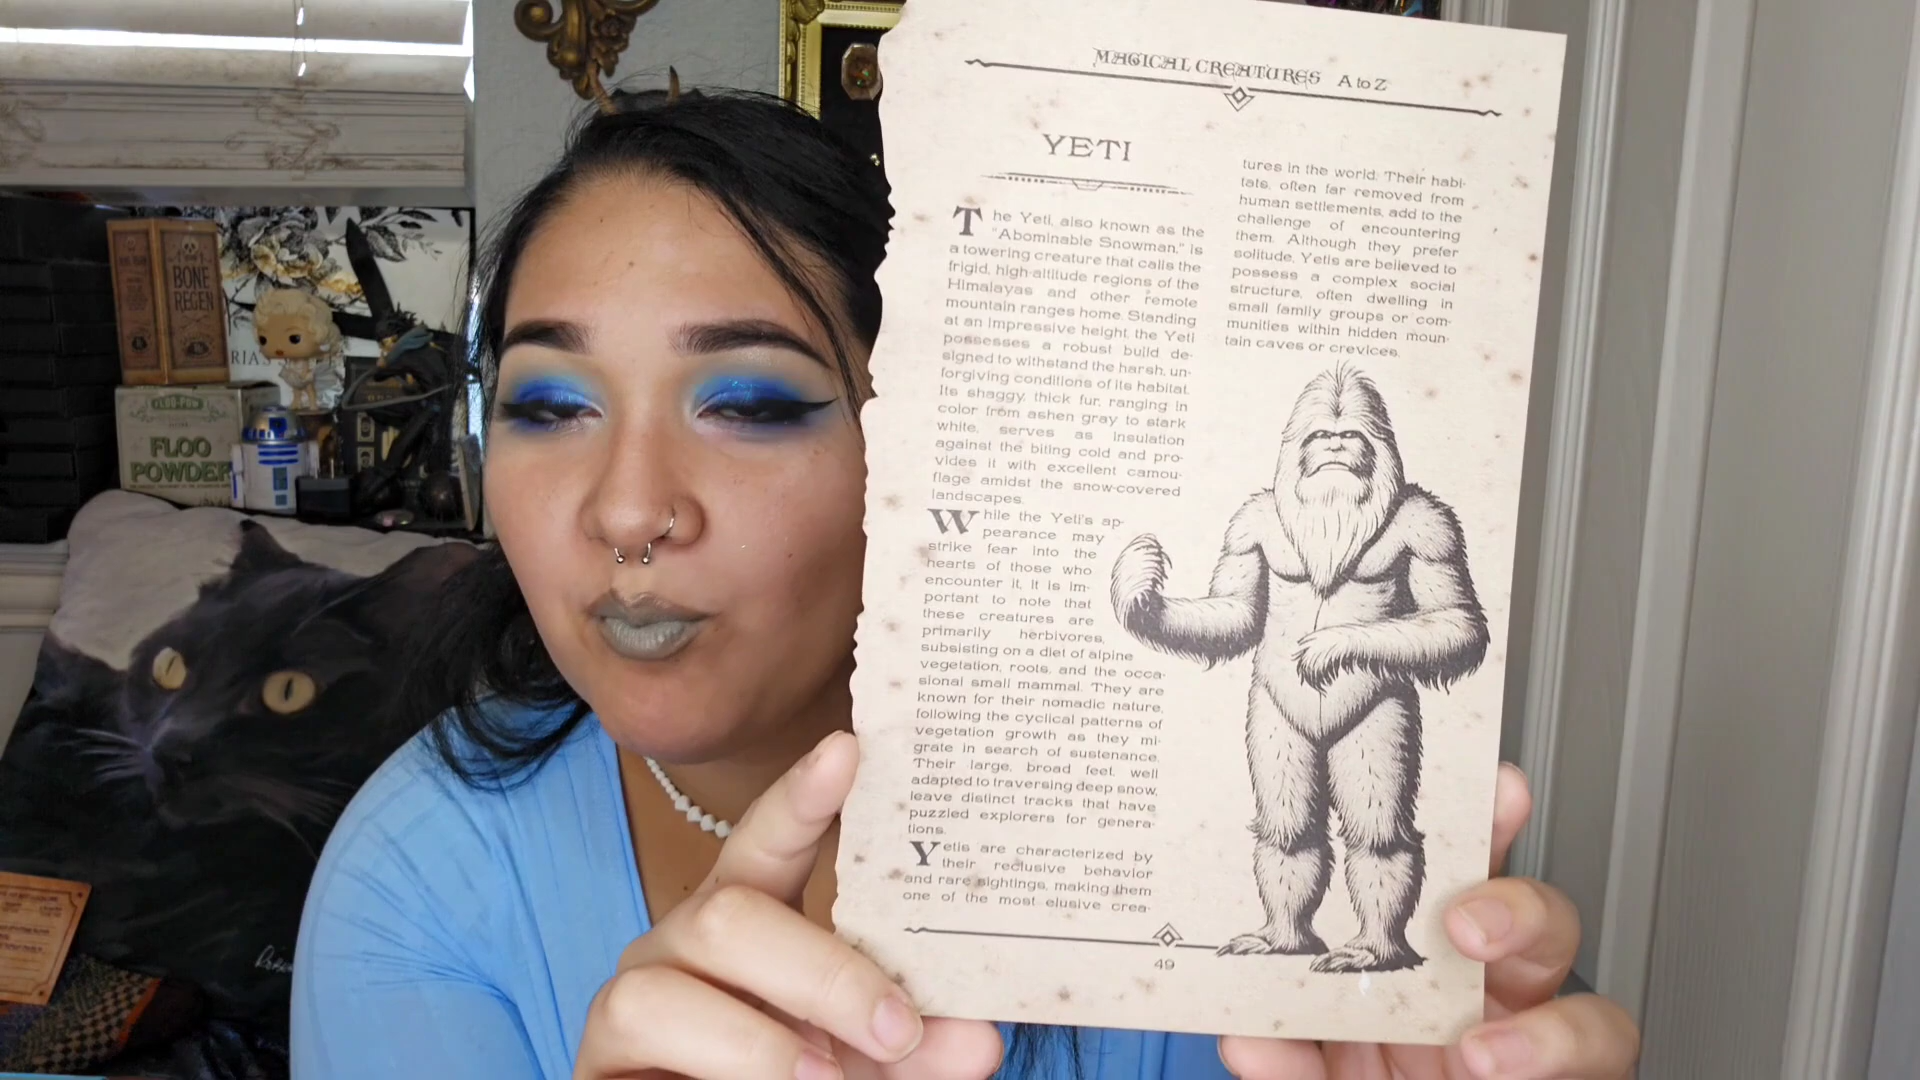 MAGICAL CREATURES A to Z
YETI
The Yeti, also known as the
"Abominable Snowman," is
a towering creature that calls the
frigid, high-altitude regions of the
Himalayas and other remote
mountain ranges home. Standing
at an impressive height, the Yeti
possesses a robust build de-
signed to withstand the harsh, un-
forgiving conditions of its habitat.
Its shaggy, thick fur, ranging in
color from ashen gray to stark
white, serves as insulation
against the biting cold and pro-
vides it with excellent camou-
flage amidst the snow-covered
landscapes.
While the Yeti's ap-
pearance may
strike fear into the
hearts of those who
encounter it, it is im-
portant to note that
these creatures are
primarily herbivores,
subsisting on a diet of alpine
vegetation, roots, and the occa-
sional small mammal. They are
known for their nomadic nature,
following the cyclical patterns of
vegetation growth as they mi-
grate in search of sustenance.
Their large, broad feet, well
adapted to traversing deep snow,
leave distinct tracks that have
puzzled explorers for genera-
tions.
Yetis are characterized by
their reclusive behavior
and rare sightings, making them
one of the most elusive crea-
tures in the world. Their habi-
tats, often far removed from
human settlements, add to the
challenge of encountering
them. Although they prefer
solitude, Yetis are believed to
possess a complex social
structure, often dwelling in
small family groups or com-
munities within hidden moun-
tain caves or crevices.
49
BONE
REGEN
FLOO-POW
FLOO
POWDER